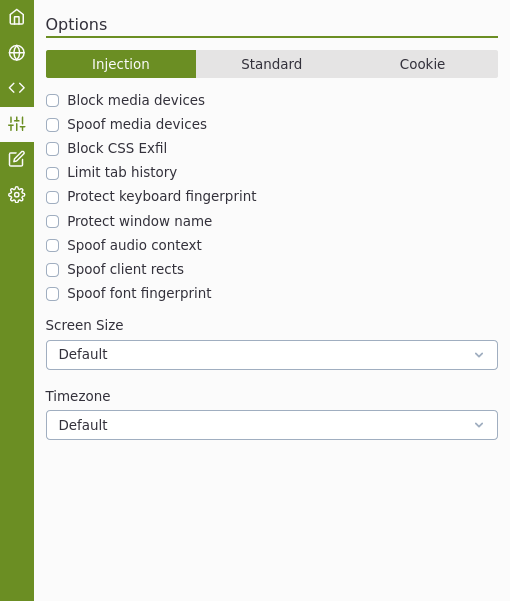 Options
Injection Standard Cookie
Block media devices
Spoof media devices
Block CSS Exfil
Limit tab history
Protect keyboard fingerprint
Protect window name
Spoof audio context
Spoof client rects
Spoof font fingerprint
Screen Size
Default
Timezone
Default